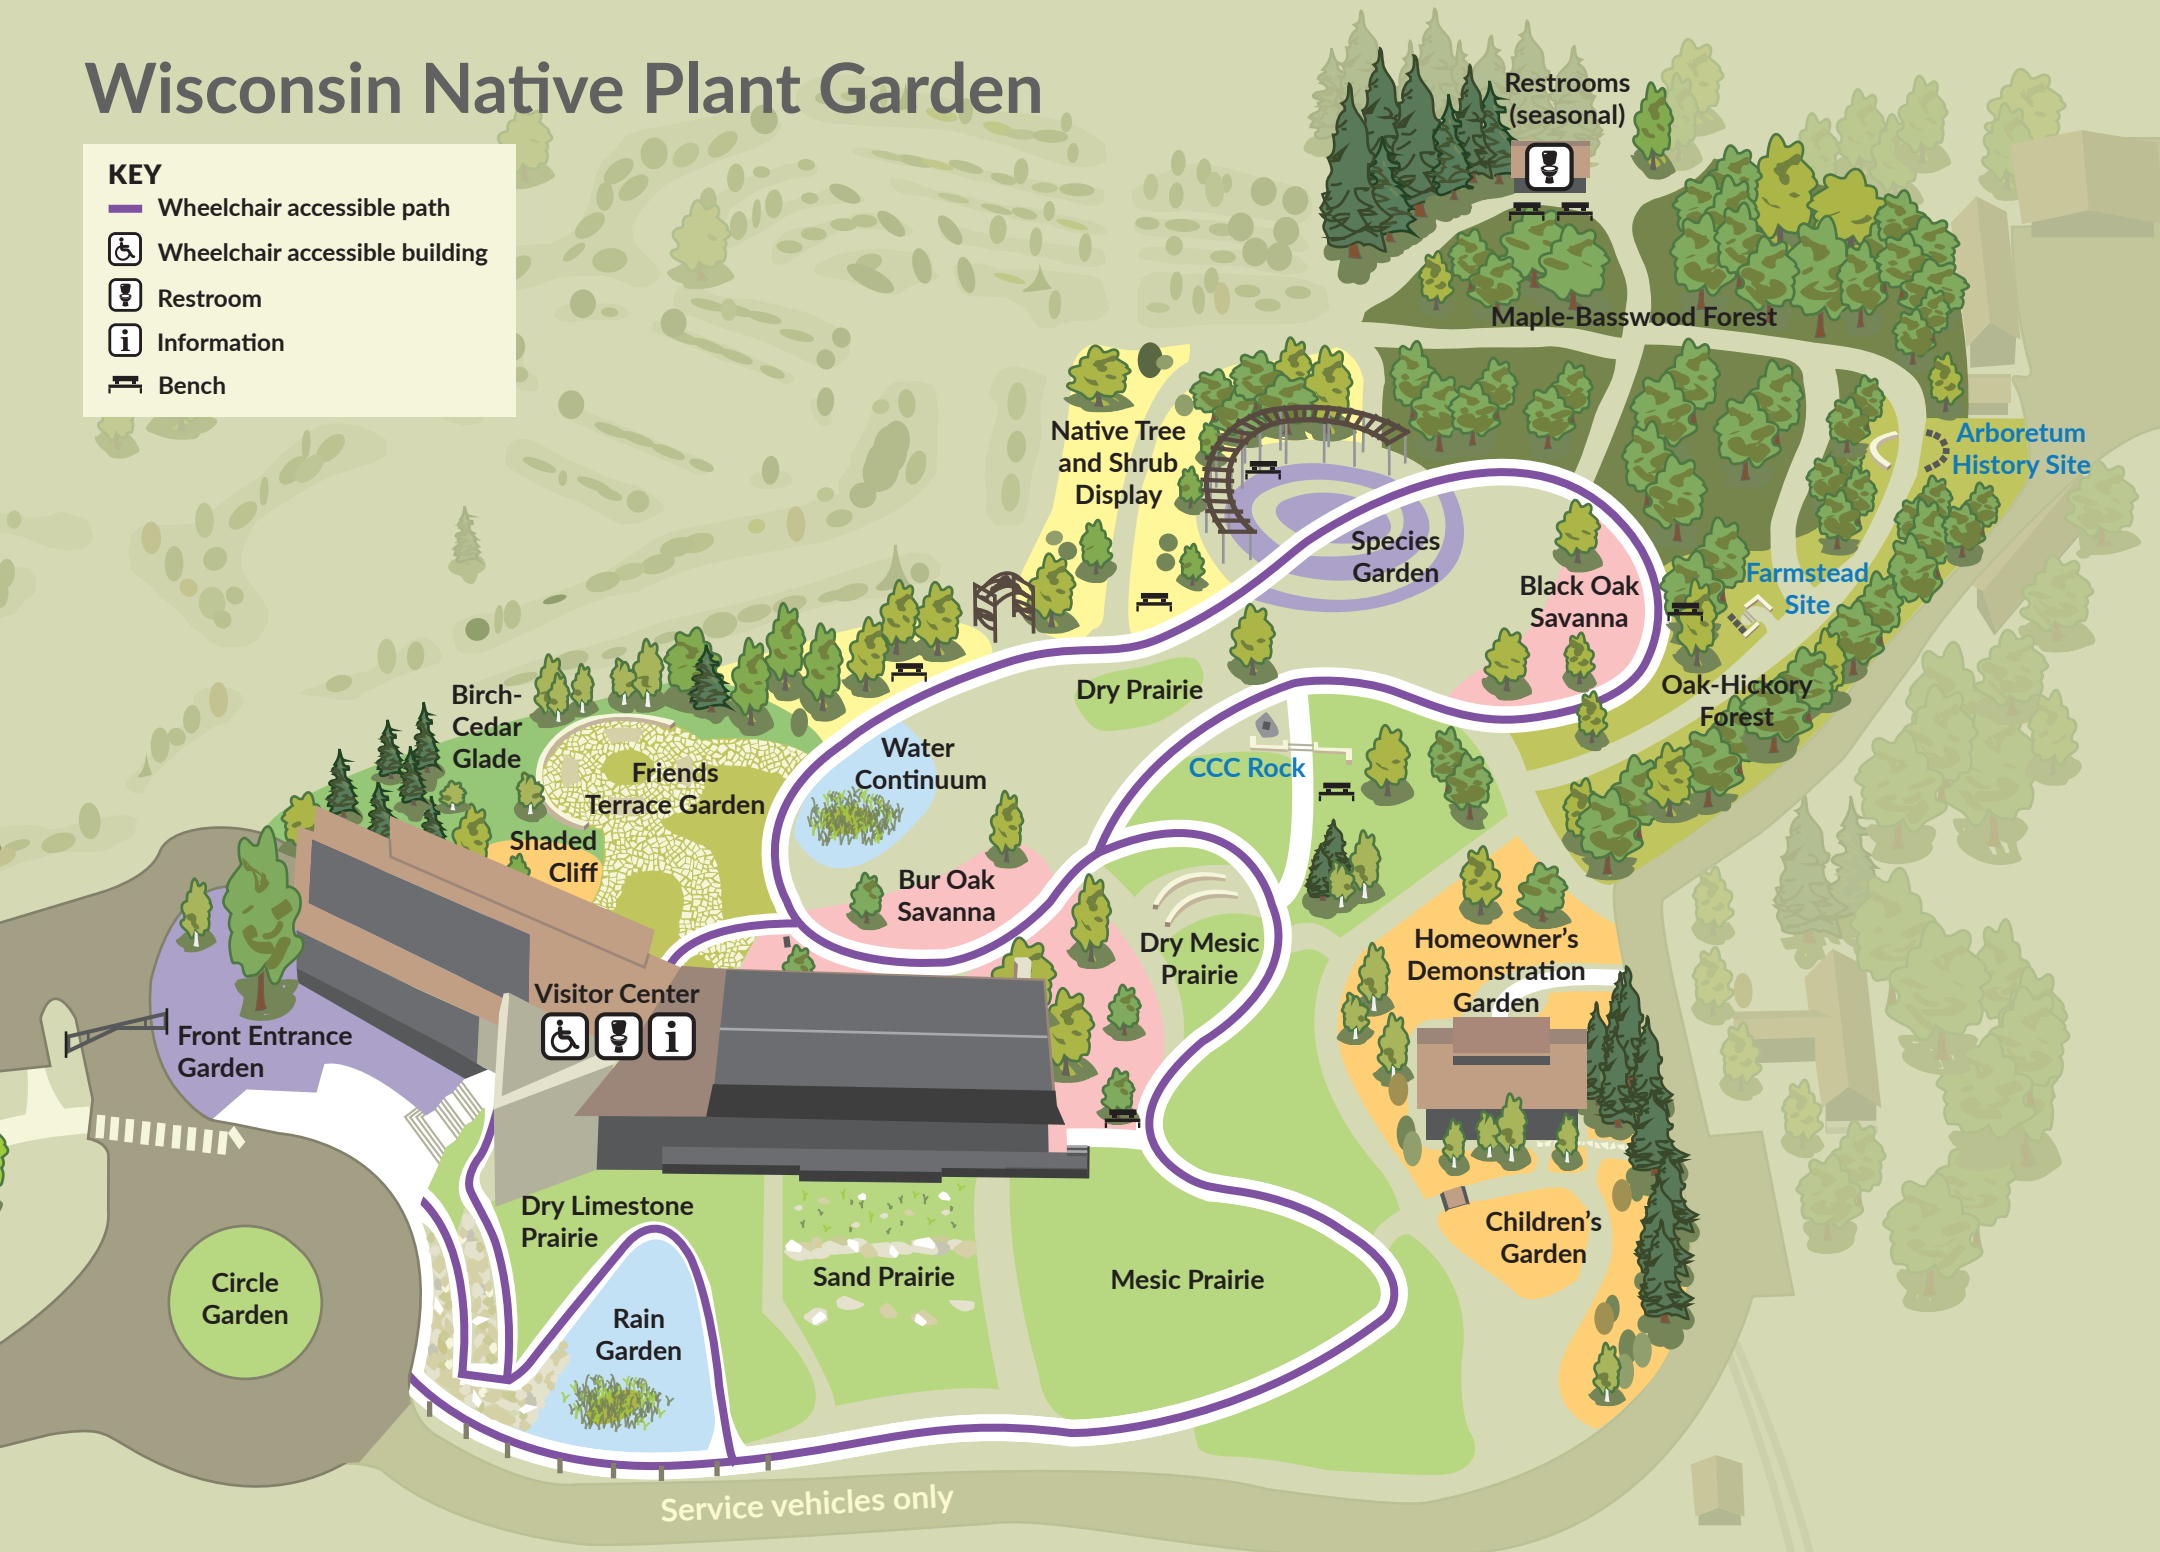 Wisconsin Native Plant Garden
KEY
Wheelchair accessible path
Wheelchair accessible building
Restroom
Information
Bench
Restrooms
(seasonal)
Maple-Basswood Forest
Native Tree
and Shrub
Display
Arboretum
History Site
Species
Garden
Black Oak
Savanna
Farmstead
Site
Oak-Hickory
Forest
Dry Prairie
Birch-
Cedar
Glade
Water
Continuum
Friends
Terrace Garden
CCC Rock
Shaded
Cliff
Bur Oak
Savanna
Dry Mesic
Prairie
Homeowner's
Demonstration
Garden
Visitor Center
Front Entrance
Garden
Dry Limestone
Prairie
Children's
Garden
Circle
Garden
Sand Prairie
Mesic Prairie
Rain
Garden
Service vehicles only